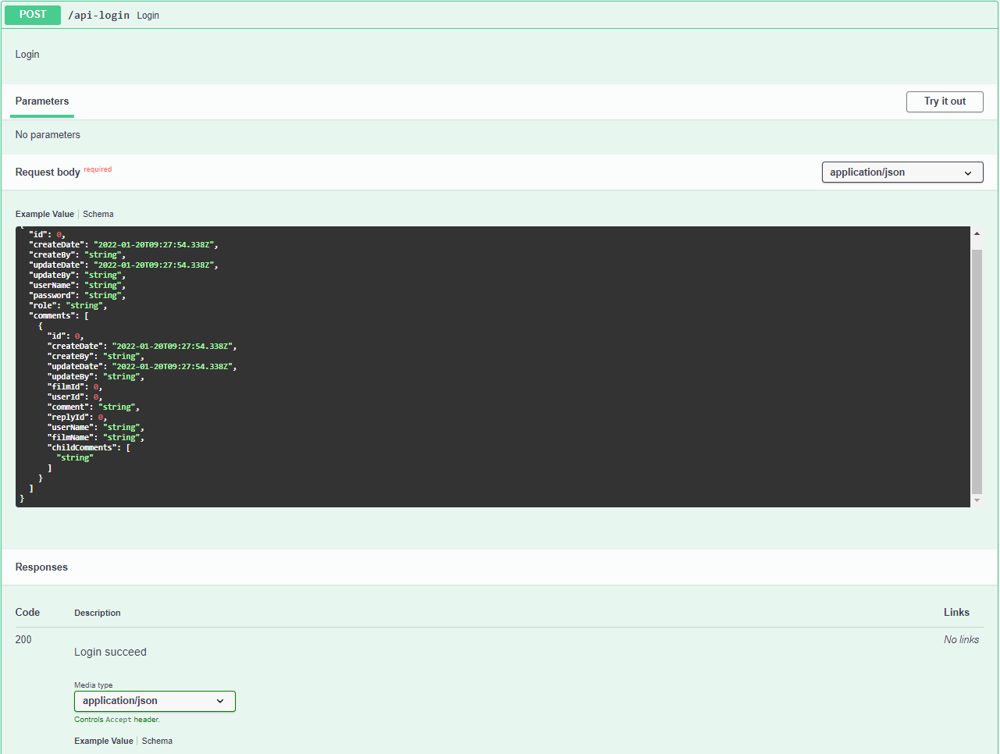 POST /api-login Login
Login
Parameters
Try it out
No parameters
Request body required
application/json
Example Value | Schema
{
"id": 0,
"createDate": "2022-01-20T09:27:54.338Z",
"createBy": "string",
"updateDate": "2022-01-20T09:27:54.338Z",
"updateBy": "string",
"userName": "string",
"password": "string",
"role": "string",
"comments": [
{
"id": 0,
"createDate": "2022-01-20T09:27:54.338Z",
"createBy": "string",
"updateDate": "2022-01-20T09:27:54.338Z",
"updateBy": "string",
"filmId": 0,
"userId": 0,
"comment": "string",
"replyId": 0,
"userName": "string",
"filmName": "string",
"childComments": [
"string"
]
}
]
}
Responses
Code Description Links
200 Login succeed No links
Media type
application/json
Controls Accept header.
Example Value | Schema